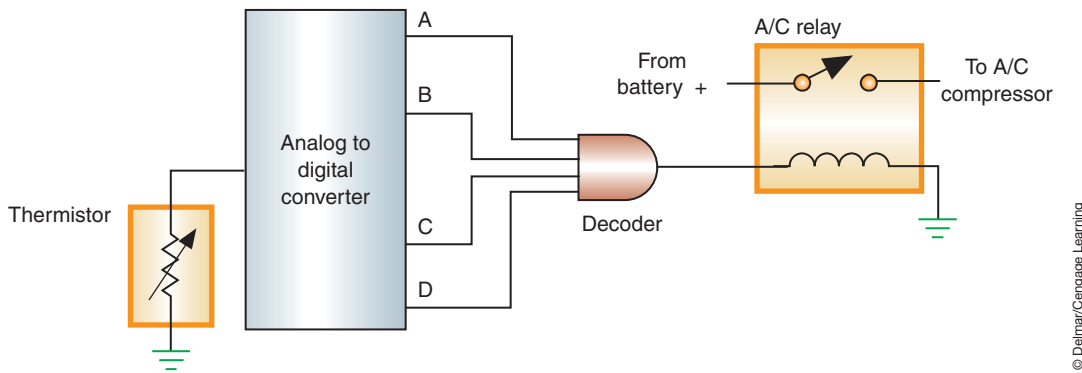 A
A/C relay
From
battery +
To A/C
compressor
B
Analog to
digital
converter
Thermistor
Decoder
C
D
© Delmar/Cengage Learning